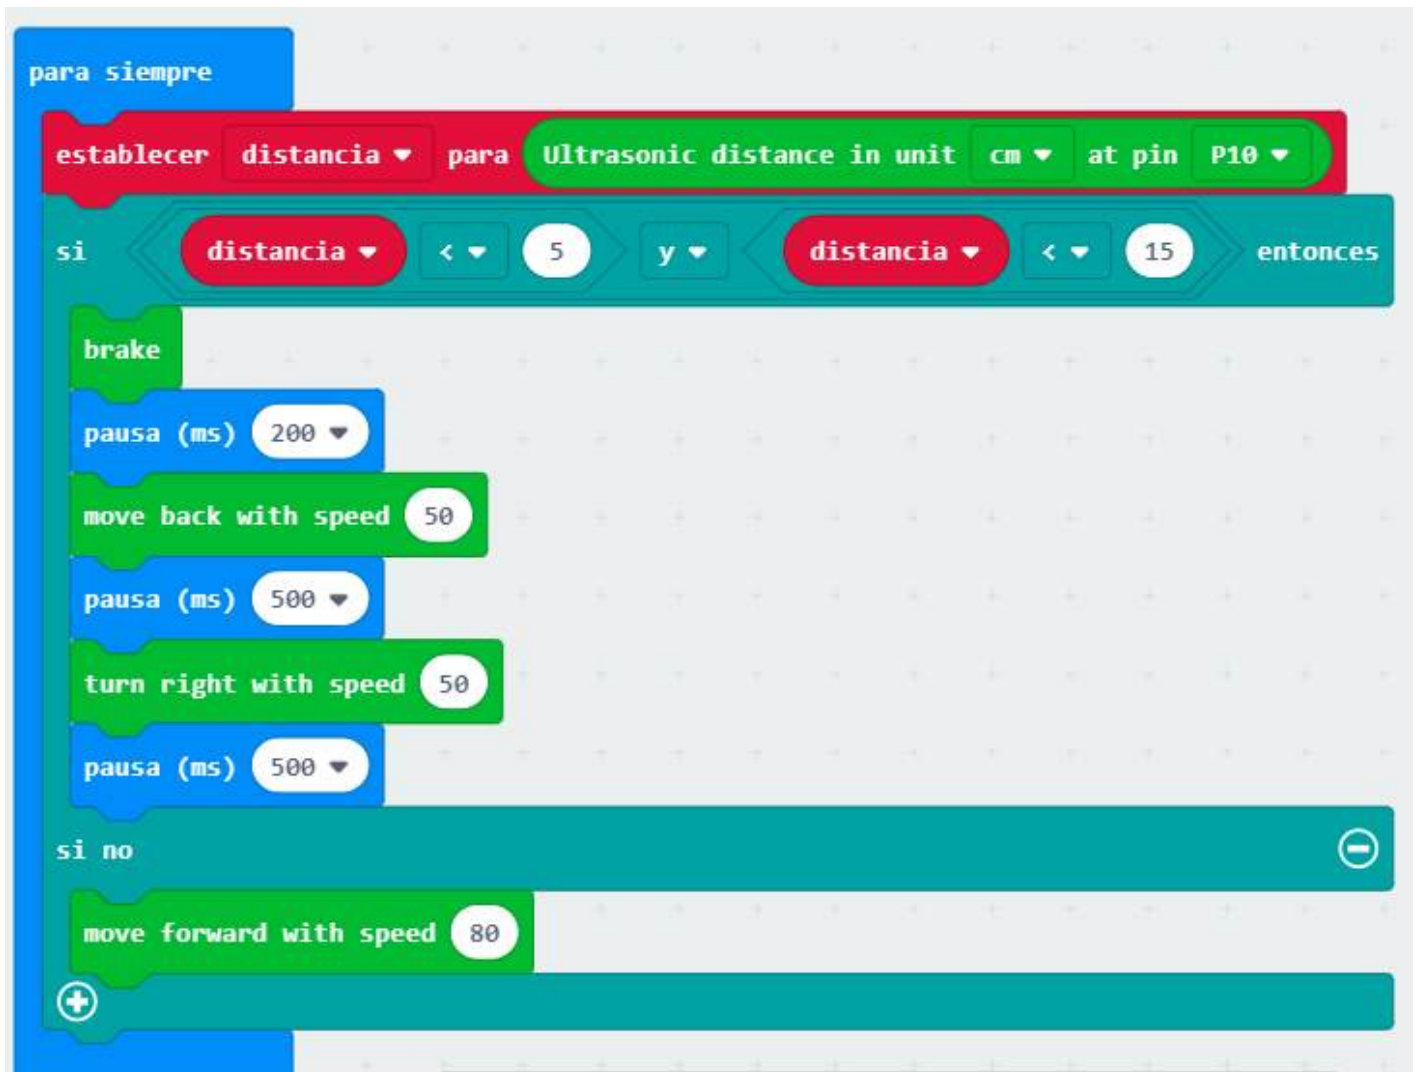 para siempre
establecer distancia para Ultrasonic distance in unit cm at pin P10
si distancia < 5 y distancia < 15 entonces
brake
pausa (ms) 200
move back with speed 50
pausa (ms) 500
turn right with speed 50
pausa (ms) 500
si no
move forward with speed 80